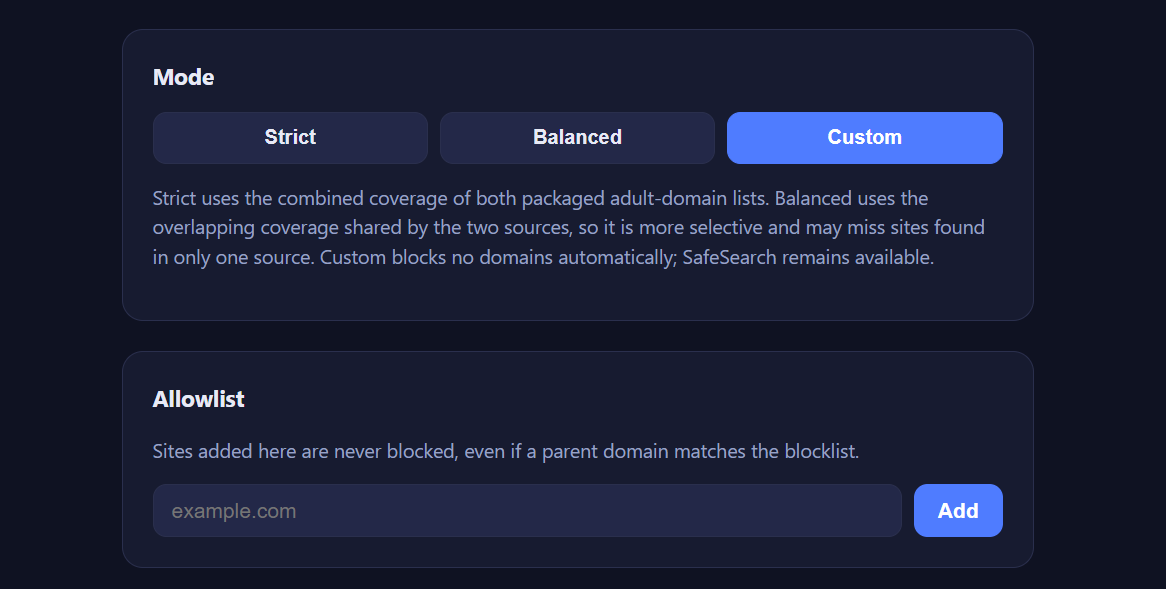 Mode
Strict
Balanced
Custom
Strict uses the combined coverage of both packaged adult-domain lists. Balanced uses the
overlapping coverage shared by the two sources, so it is more selective and may miss sites found
in only one source. Custom blocks no domains automatically; SafeSearch remains available.
Allowlist
Sites added here are never blocked, even if a parent domain matches the blocklist.
example.com
Add